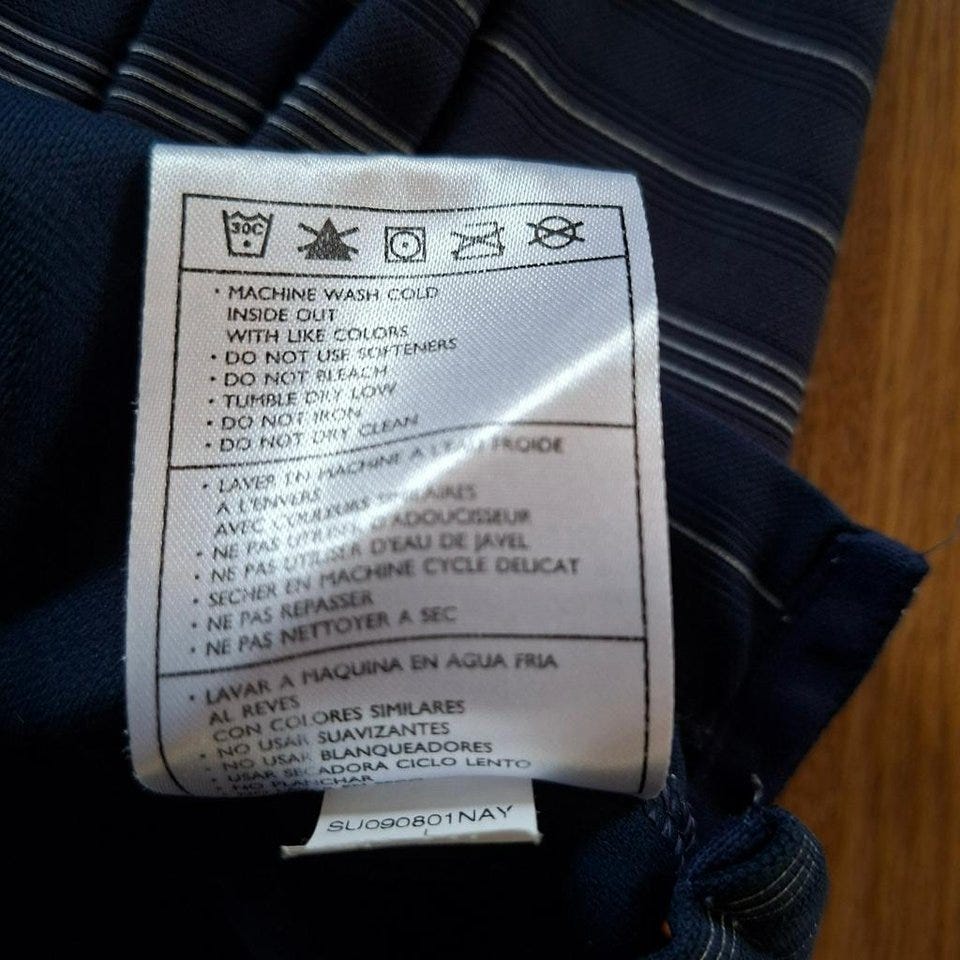 30C
• MACHINE WASH COLD
INSIDE OUT
WITH LIKE COLORS
• DO NOT USE SOFTENERS
• DO NOT BLEACH
• TUMBLE DRY LOW
• DO NOT IRON
• DO NOT DRY CLEAN
• LAVER EN MACHINE A L'EAU FROIDE
A L'ENVERS
AVEC COULEURS SIMILAIRES
• NE PAS UTILISER D'ADOUCISSEUR
• NE PAS UTILISER D'EAU DE JAVEL
• SECHER EN MACHINE CYCLE DELICAT
• NE PAS REPASSER
• NE PAS NETTOYER A SEC
• LAVAR A MAQUINA EN AGUA FRIA
AL REVES
CON COLORES SIMILARES
• NO USAR SUAVIZANTES
• NO USAR BLANQUEADORES
• USAR SECADORA CICLO LENTO
• NO PLANCHAR
SU090801NAY